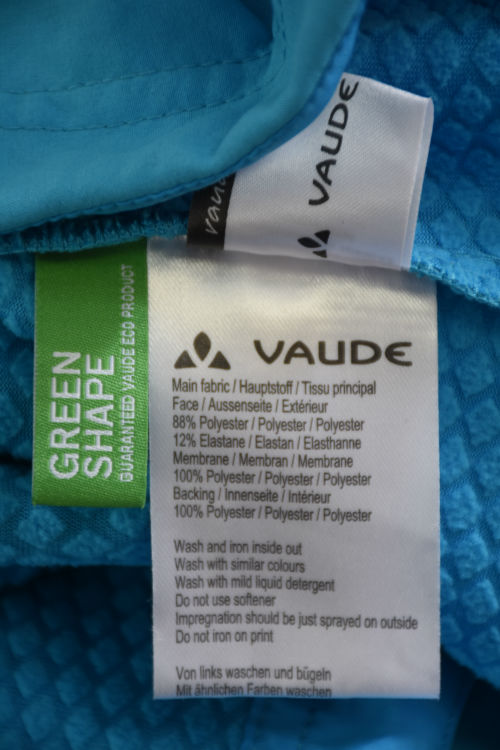 VAUDE
GREEN
SHAPE
GUARANTEED VAUDE ECO PRODUCT
VAUDE
Main fabric / Hauptstoff / Tissu principal
Face / Aussenseite / Extérieur
88% Polyester / Polyester / Polyester
12% Elastane / Elastan / Elasthanne
Membrane / Membran / Membrane
100% Polyester / Polyester / Polyester
Backing / Innenseite / Intérieur
100% Polyester / Polyester / Polyester
Wash and iron inside out
Wash with similar colours
Wash with mild liquid detergent
Do not use softener
Impregnation should be just sprayed on outside
Do not iron on print
Von links waschen und bügeln
Mit ähnlichen Farben waschen